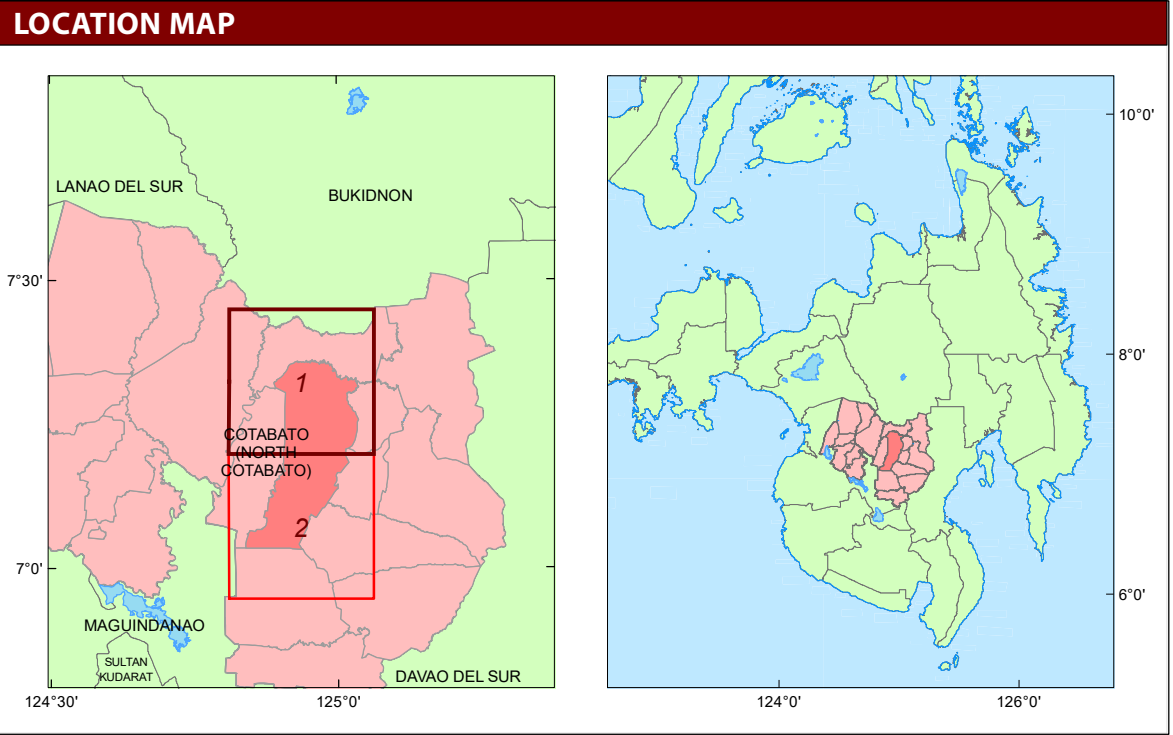 LOCATION MAP
LANAO DEL SUR
BUKIDNON
7°30'
1
COTABATO
(NORTH
COTABATO)
2
7°0'
MAGUINDANAO
SULTAN
KUDARAT
DAVAO DEL SUR
124°30'
125°0'
10°0'
8°0'
6°0'
124°0'
126°0'